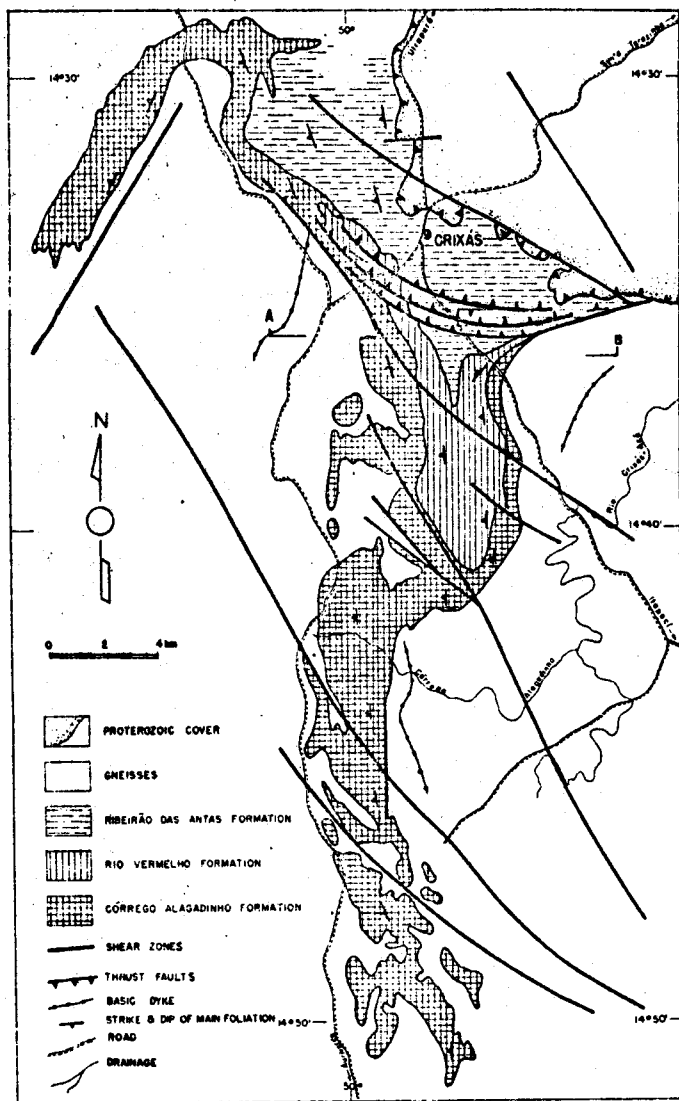 50°
14°30'
14°30'
CRIXÁS
A
B
N
Rio
14°40'
Itapaci
0 2 4 km
Córrego
Alagadinho
PROTEROZOIC COVER
GNEISSES
RIBEIRÃO DAS ANTAS FORMATION
RIO VERMELHO FORMATION
CÓRREGO ALAGADINHO FORMATION
SHEAR ZONES
THRUST FAULTS
BASIC DYKE
STRIKE & DIP OF MAIN FOLIATION
ROAD
DRAINAGE
14°50'
14°50'
50°